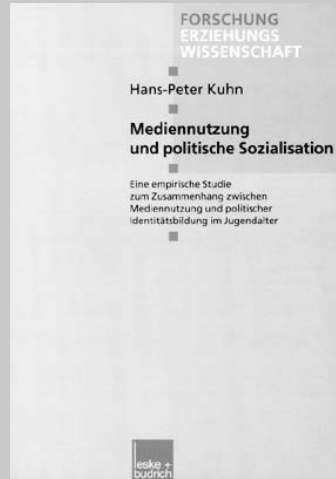 FORSCHUNG
ERZIEHUNGS
WISSENSCHAFT
Hans-Peter Kuhn
Mediennutzung
und politische Sozialisation
Eine empirische Studie
zum Zusammenhang zwischen
Mediennutzung und politischer
Identitätsbildung im Jugendalter
leske +
budrich